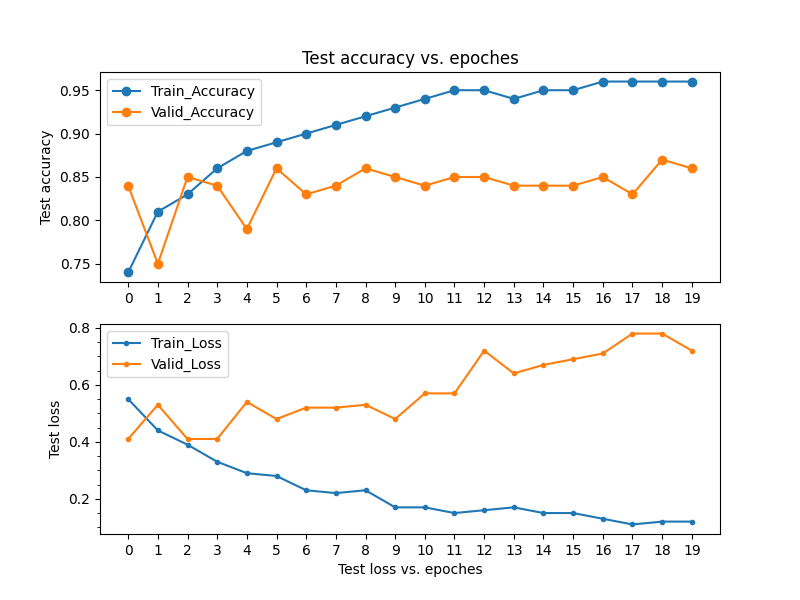 Test accuracy vs. epoches
Train_Accuracy
Valid_Accuracy
Test accuracy
0.95
0.90
0.85
0.80
0.75
0 1 2 3 4 5 6 7 8 9 10 11 12 13 14 15 16 17 18 19
Train_Loss
Valid_Loss
Test loss
0.8
0.6
0.4
0.2
0 1 2 3 4 5 6 7 8 9 10 11 12 13 14 15 16 17 18 19
Test loss vs. epoches